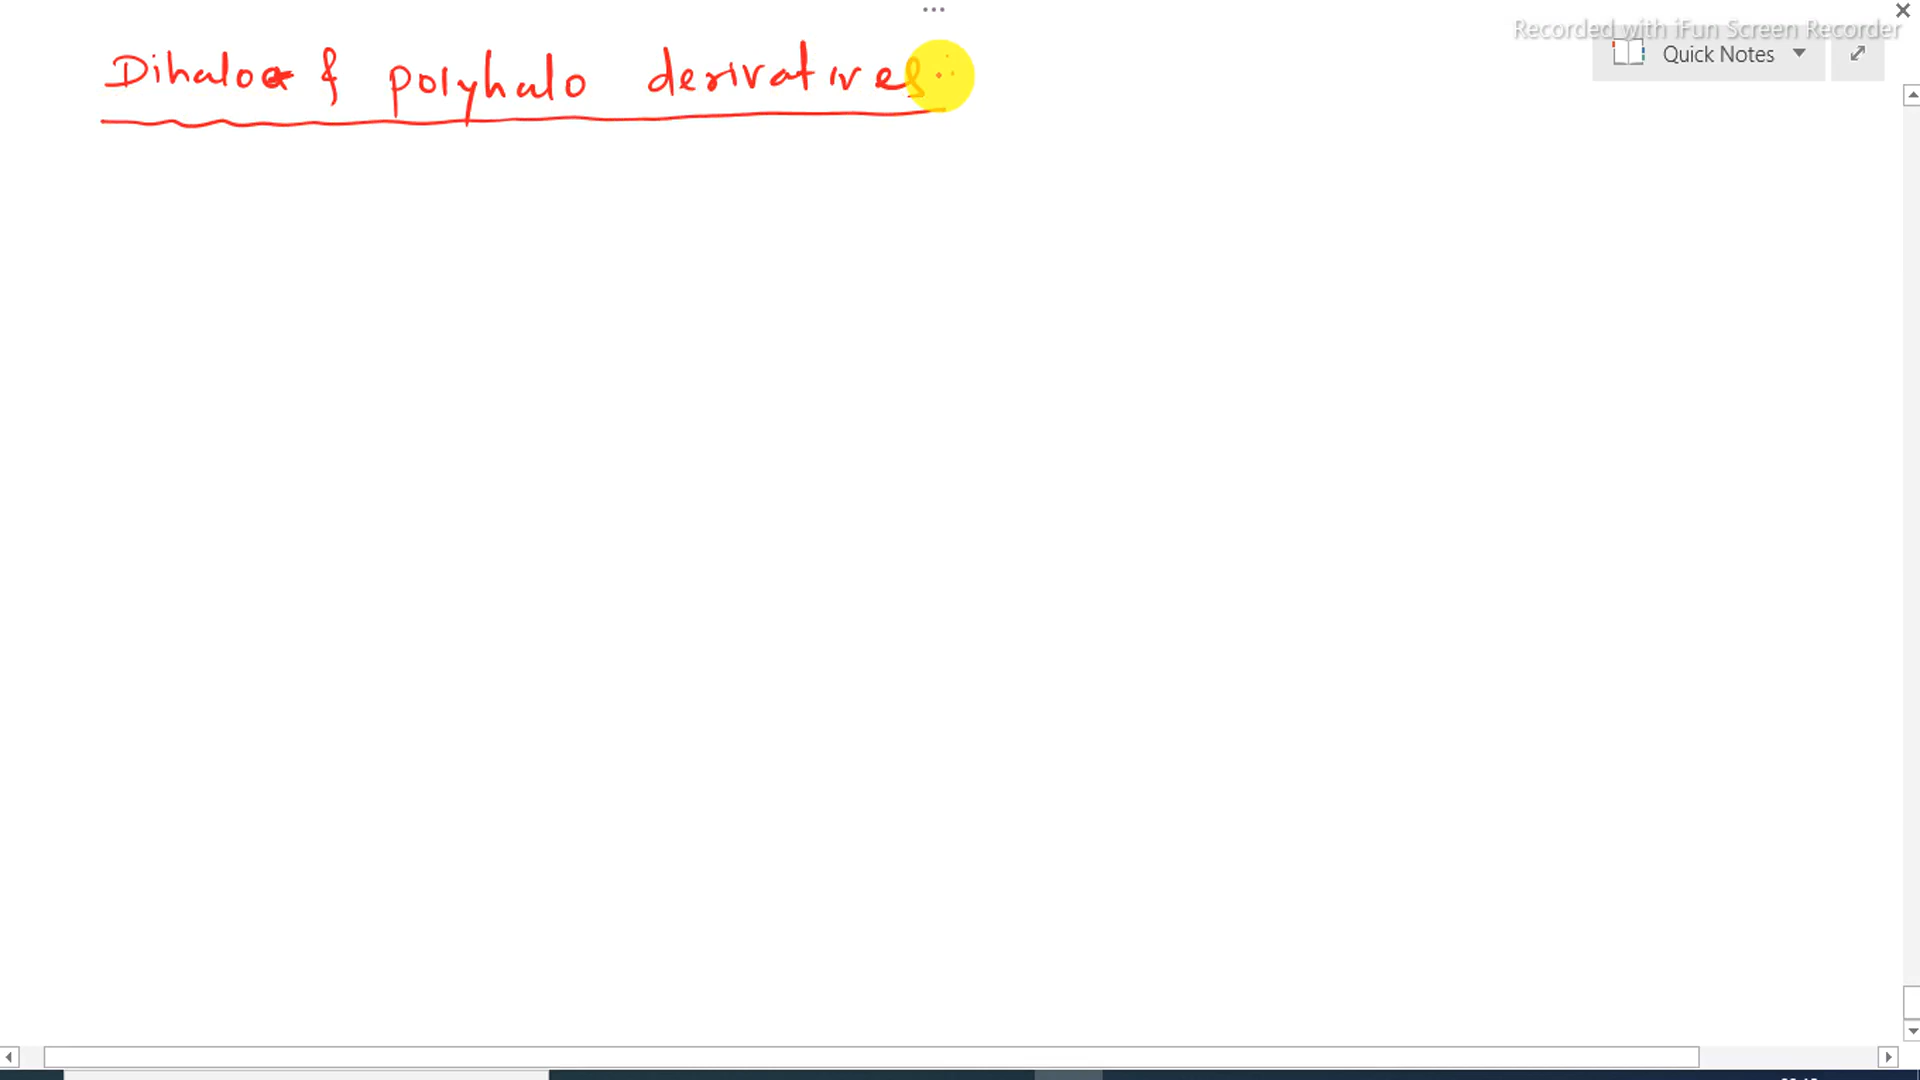 Recorded with iFun Screen Recorder
Quick Notes
Dihalo & polyhalo derivatives :